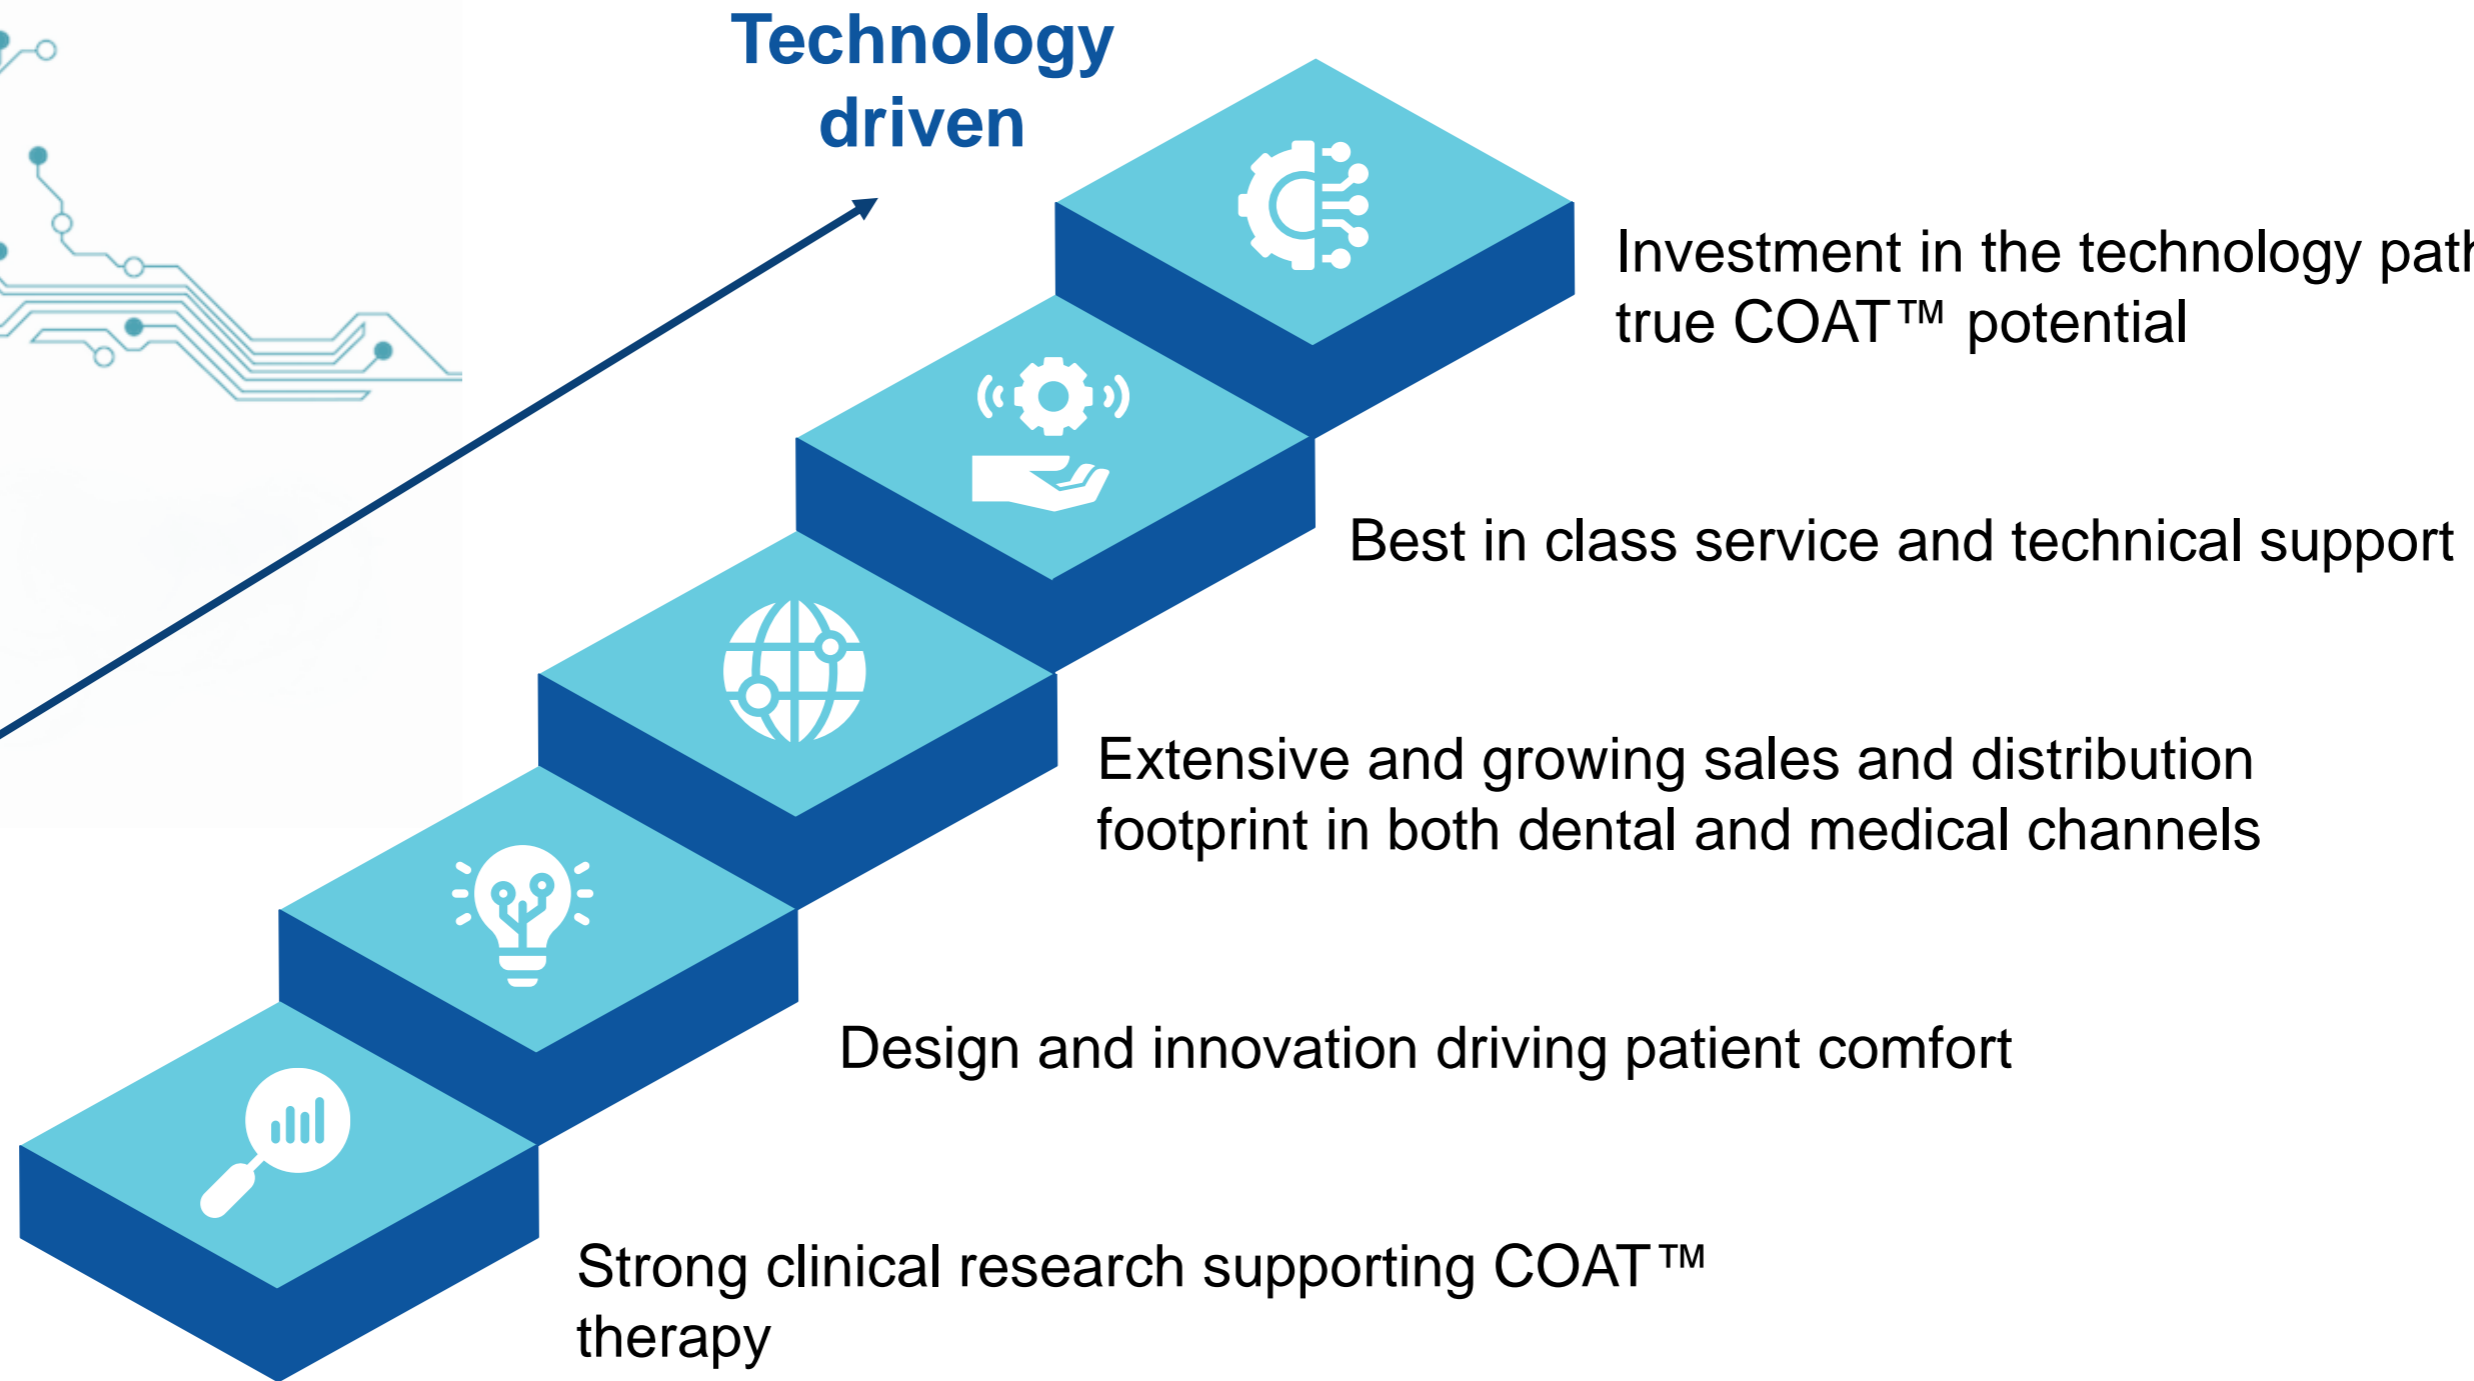 Technology
driven
Investment in the technology path
true COAT™ potential
Best in class service and technical support
Extensive and growing sales and distribution
footprint in both dental and medical channels
Design and innovation driving patient comfort
Strong clinical research supporting COAT™
therapy